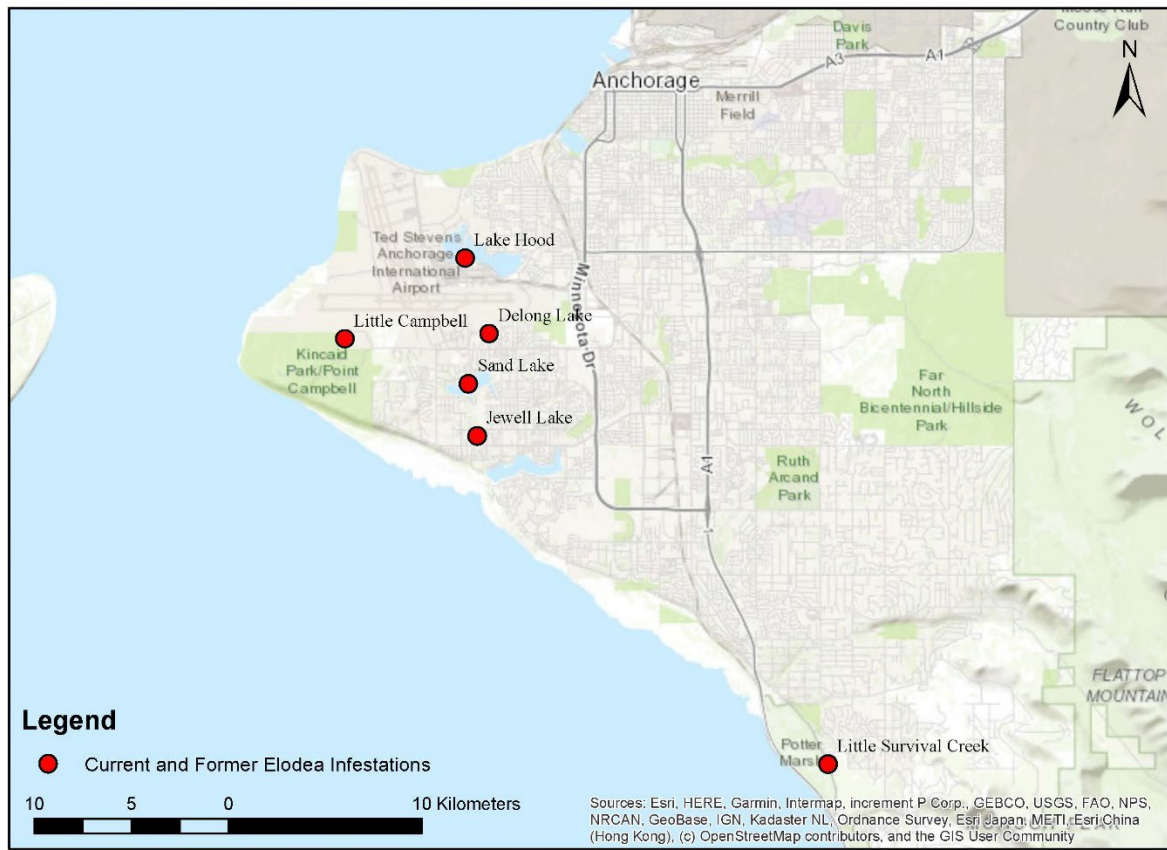 Moose Run
Country Club
Davis
Park
N
A3
A1
Anchorage
Merrill
Field
Ted Stevens
Anchorage
International
Airport
Lake Hood
Minnesota-Dr
Little Campbell
Delong Lake
Kincaid
Park/Point
Campbell
Sand Lake
Jewell Lake
Far
North
Bicentennial/Hillside
Park
A1
Ruth
Arcand
Park
1
FLATTOP
MOUNTAIN
Potter
Marsh
Little Survival Creek
Legend
Current and Former Elodea Infestations
10 5 0 10 Kilometers
Sources: Esri, HERE, Garmin, Intermap, increment P Corp., GEBCO, USGS, FAO, NPS,
NRCAN, GeoBase, IGN, Kadaster NL, Ordnance Survey, Esri Japan, METI, Esri China
(Hong Kong), (c) OpenStreetMap contributors, and the GIS User Community